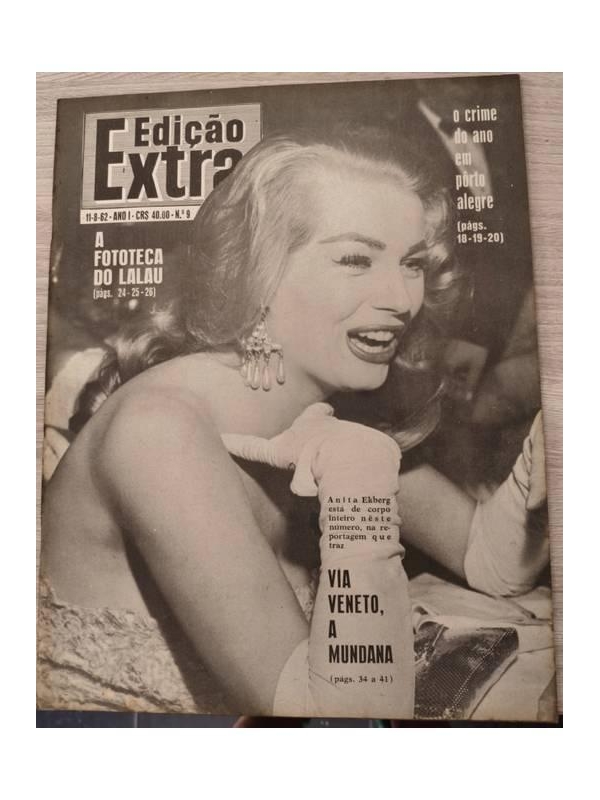 Edição
Extra
11-8-62 - ANO I - CR$ 40.00 - N.º 9
A
FOTOTECA
DO LALAU
(págs. 24-25-26)
o crime
do ano
em
pôrto
alegre
(págs.
18-19-20)
Anita Ekberg
está de corpo
inteiro nêste
número, na re-
portagem que
traz
VIA
VENETO,
A
MUNDANA
(págs. 34 a 41)